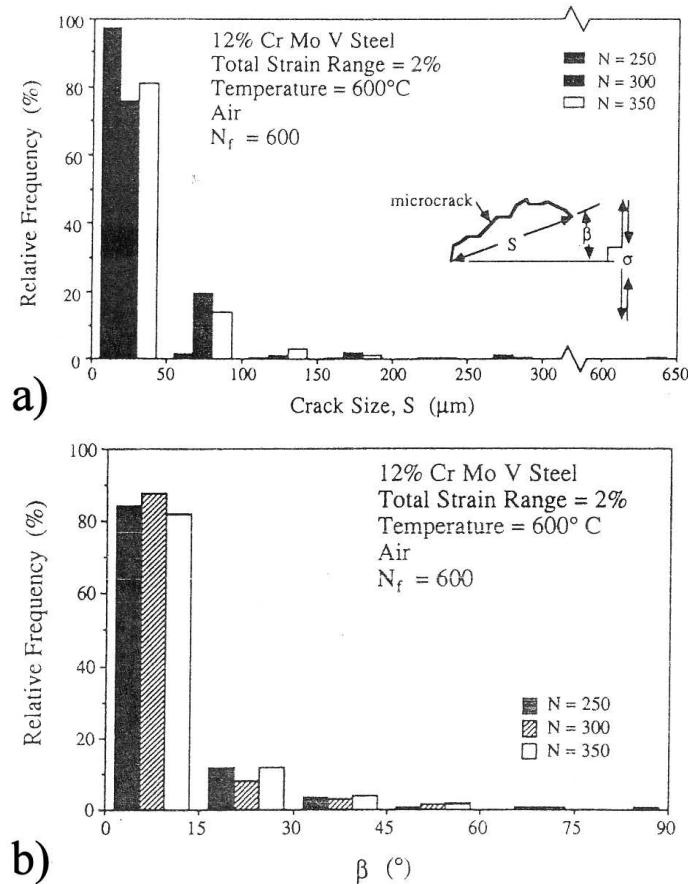 12% Cr Mo V Steel
Total Strain Range = 2%
Temperature = 600°C
Air
N_f = 600
N = 250
N = 300
N = 350
microcrack
S
β
σ
Relative Frequency (%)
100
80
60
40
20
0
0
50
100
150
200
250
300
600
650
Crack Size, S (μm)
a)
12% Cr Mo V Steel
Total Strain Range = 2%
Temperature = 600° C
Air
N_f = 600
N = 250
N = 300
N = 350
Relative Frequency (%)
100
80
60
40
20
0
0
15
30
45
60
75
90
β (°)
b)